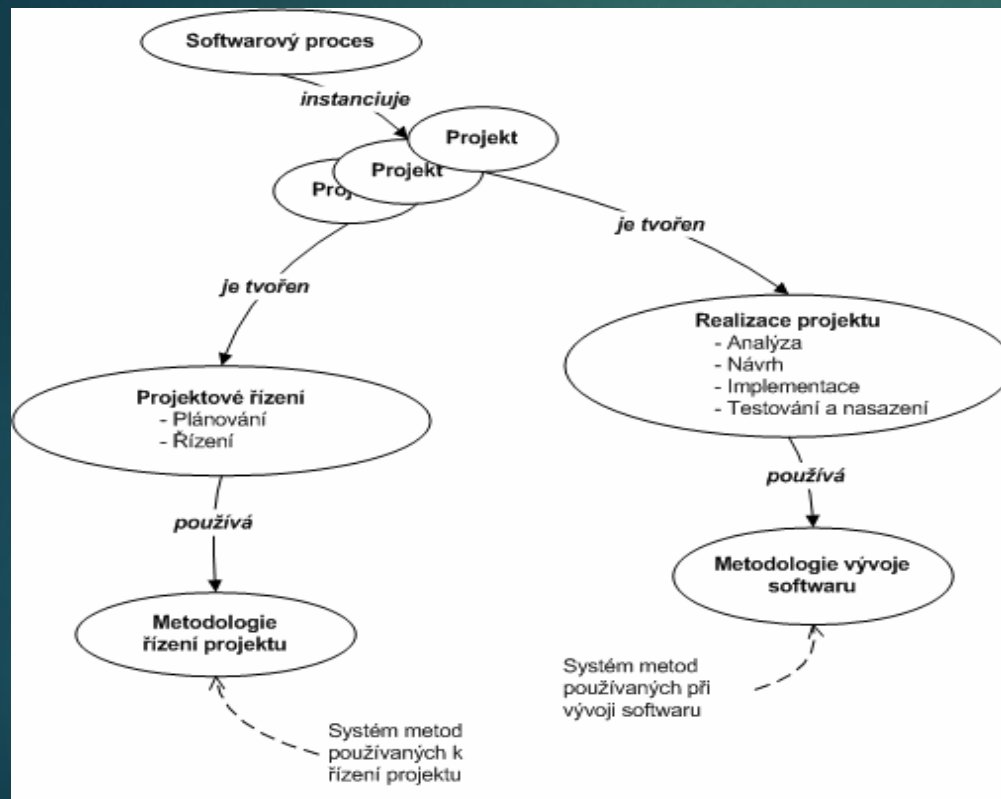 Softwarový proces
instanciuje
Projekt
Projekt
je tvořen
je tvořen
Realizace projektu
- Analýza
- Návrh
- Implementace
- Testování a nasazení
Projektové řízení
- Plánování
- Řízení
používá
používá
Metodologie vývoje
softwaru
Metodologie
řízení projektu
Systém metod
používaných při
vývoji softwaru
Systém metod
používaných k
řízení projektu